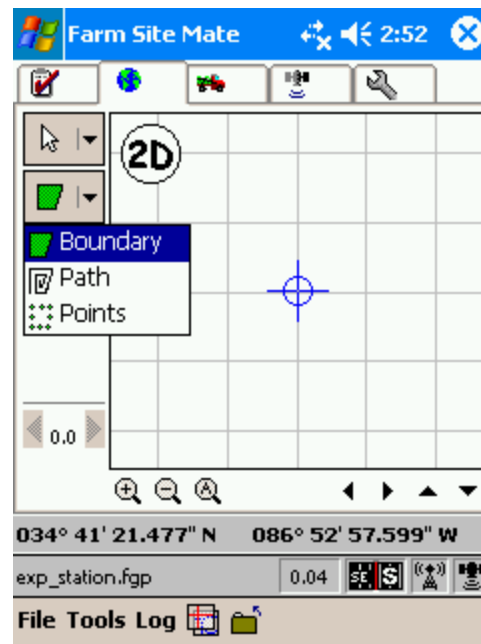 Farm Site Mate 2:52
2D
Boundary
Path
Points
0.0
A
034° 41' 21.477" N 086° 52' 57.599" W
exp_station.fgp 0.04 SE S
File Tools Log